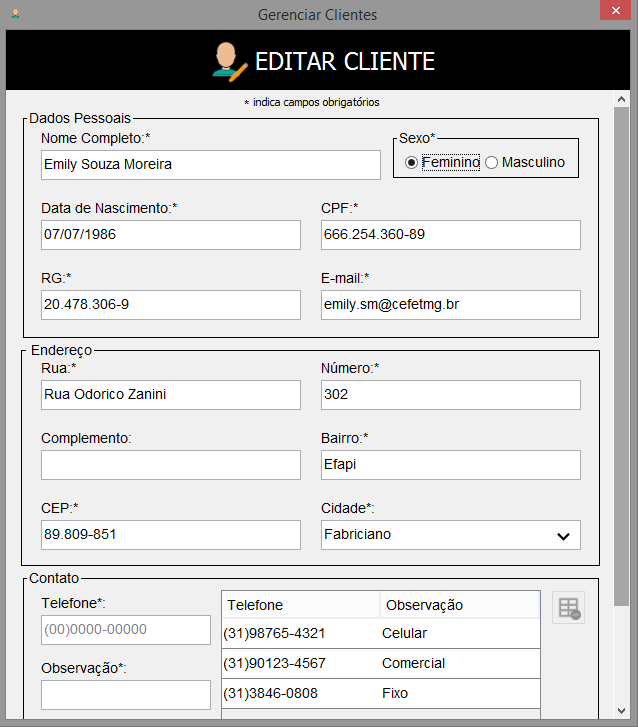 Gerenciar Clientes
EDITAR CLIENTE
* indica campos obrigatórios
Dados Pessoais
Nome Completo:*
Emily Souza Moreira
Sexo*
Feminino Masculino
Data de Nascimento:* CPF:*
07/07/1986 666.254.360-89
RG:* E-mail:*
20.478.306-9 emily.sm@cefetmg.br
Endereço
Rua:* Número:*
Rua Odorico Zanini 302
Complemento: Bairro:*
Efapi
CEP:* Cidade*:
89.809-851 Fabriciano
Contato
Telefone*:
(00)0000-00000
Observação*:
Telefone Observação
(31)98765-4321 Celular
(31)90123-4567 Comercial
(31)3846-0808 Fixo